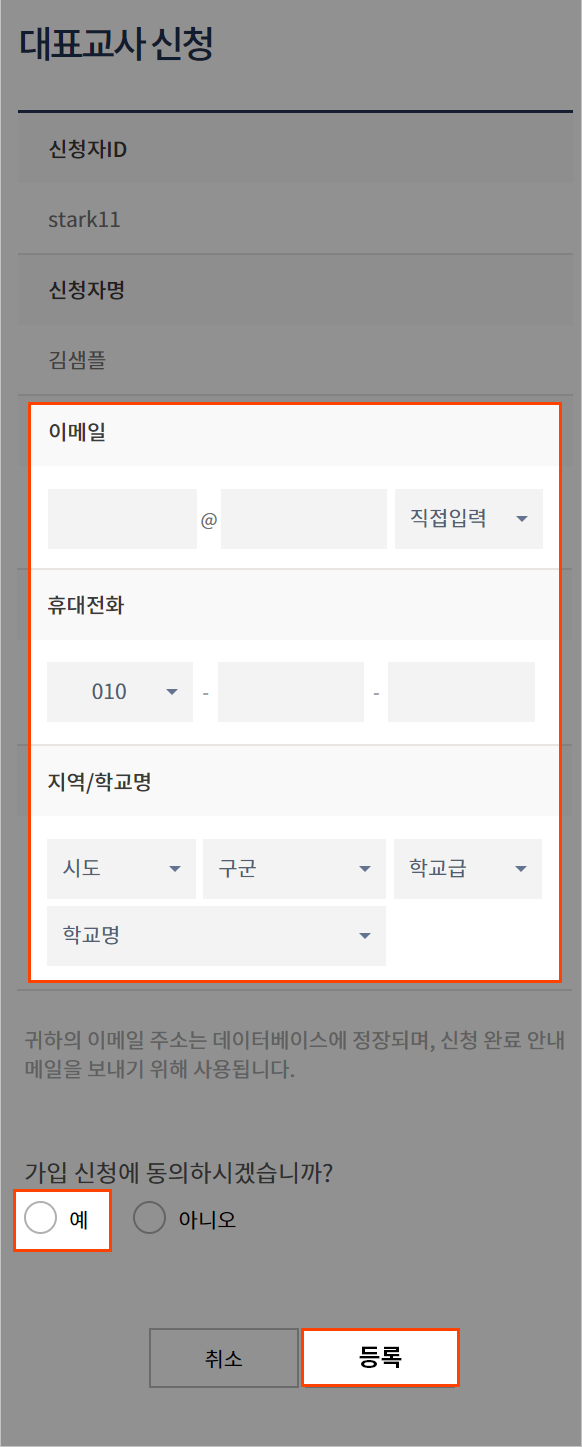 대표교사 신청
신청자ID
stark11
신청자명
김샘플
이메일
@ 직접입력
휴대전화
010 - -
지역/학교명
시도 구군 학교급
학교명
귀하의 이메일 주소는 데이터베이스에 정장되며, 신청 완료 안내
메일을 보내기 위해 사용됩니다.
가입 신청에 동의하시겠습니까?
예 아니오
취소 등록